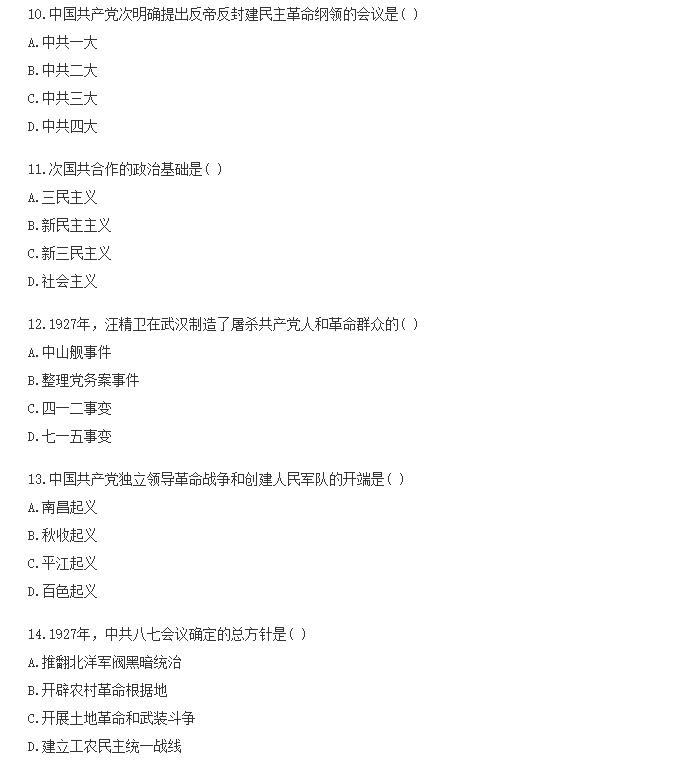 10.中国共产党次明确提出反帝反封建民主革命纲领的会议是( )
A.中共一大
B.中共二大
C.中共三大
D.中共四大
11.次国共合作的政治基础是( )
A.三民主义
B.新民主主义
C.新三民主义
D.社会主义
12.1927年，汪精卫在武汉制造了屠杀共产党人和革命群众的( )
A.中山舰事件
B.整理党务案事件
C.四一二事变
D.七一五事变
13.中国共产党独立领导革命战争和创建人民军队的开端是( )
A.南昌起义
B.秋收起义
C.平江起义
D.百色起义
14.1927年，中共八七会议确定的总方针是( )
A.推翻北洋军阀黑暗统治
B.开辟农村革命根据地
C.开展土地革命和武装斗争
D.建立工农民主统一战线